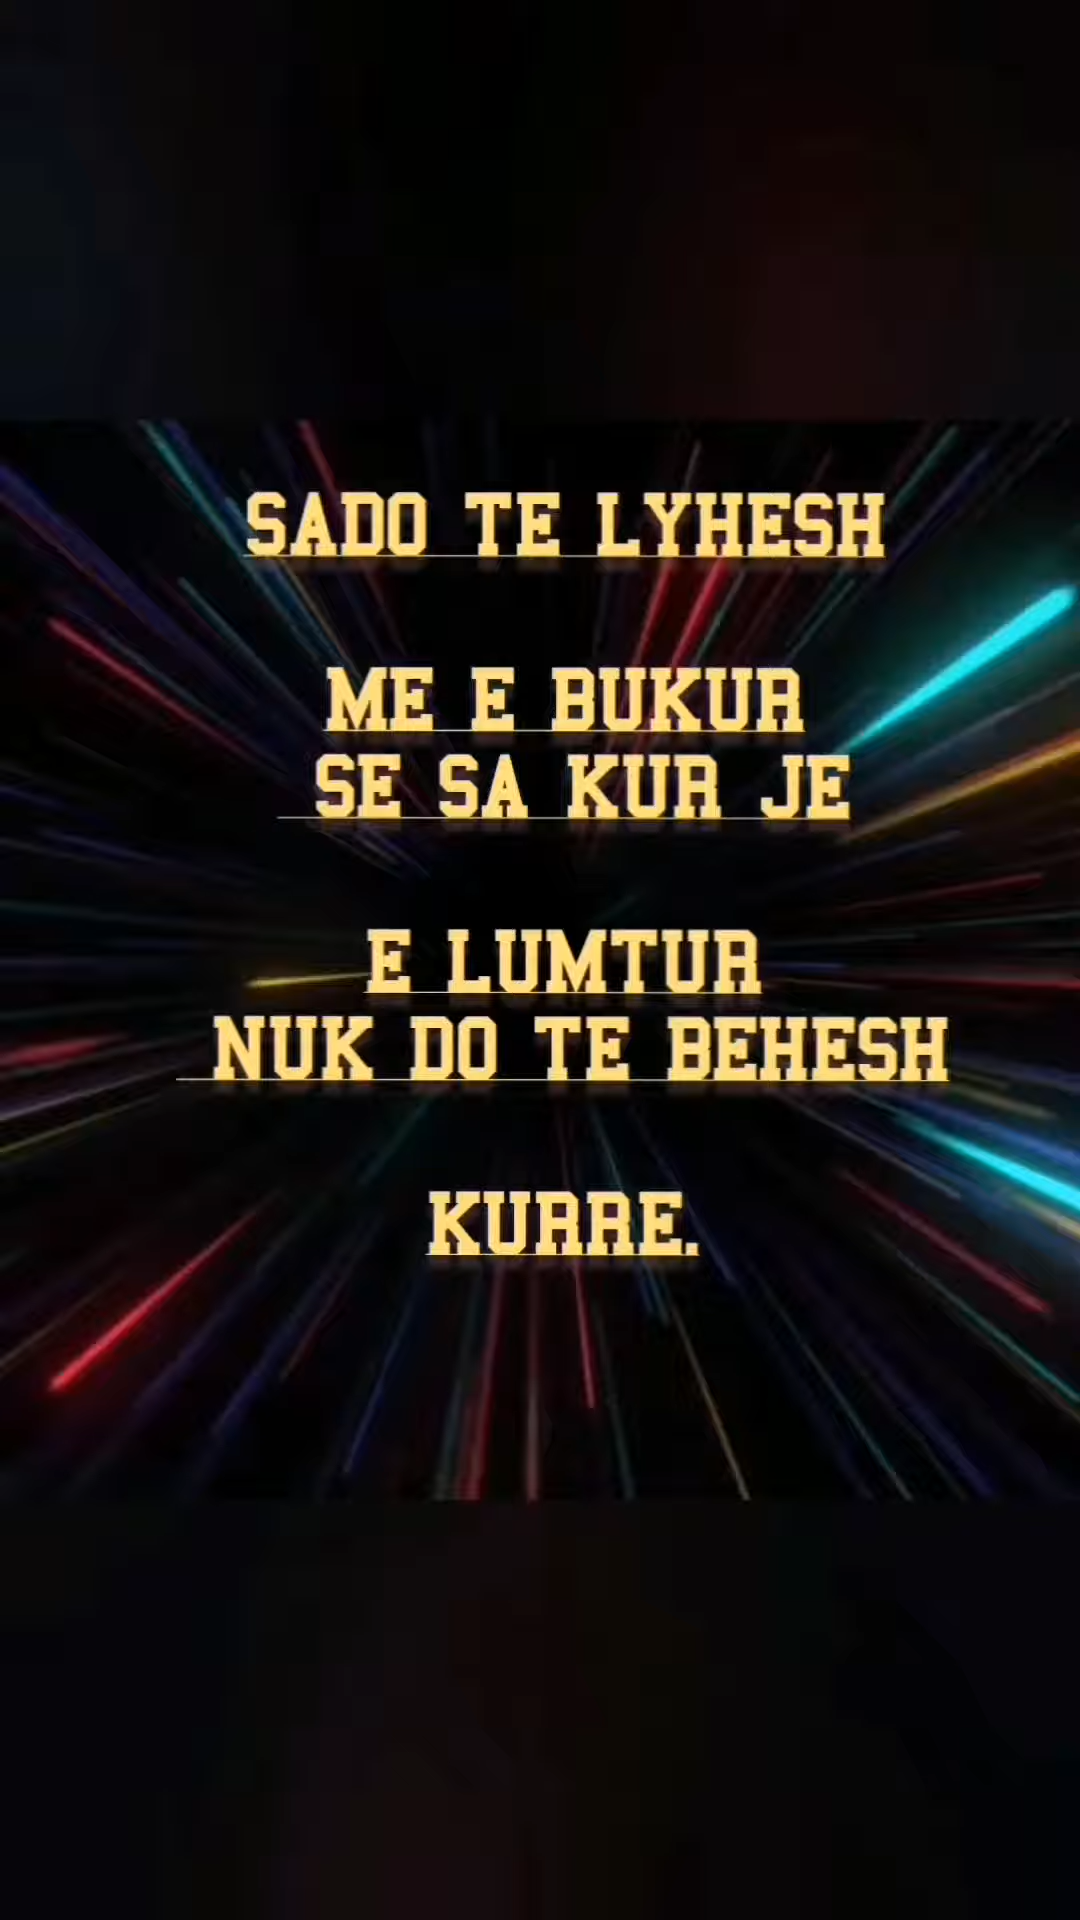 SADO TE LYHESH
ME E BUKUR
SE SA KUR JE
E LUMTUR
NUK DO TE BEHESH
KURRE.